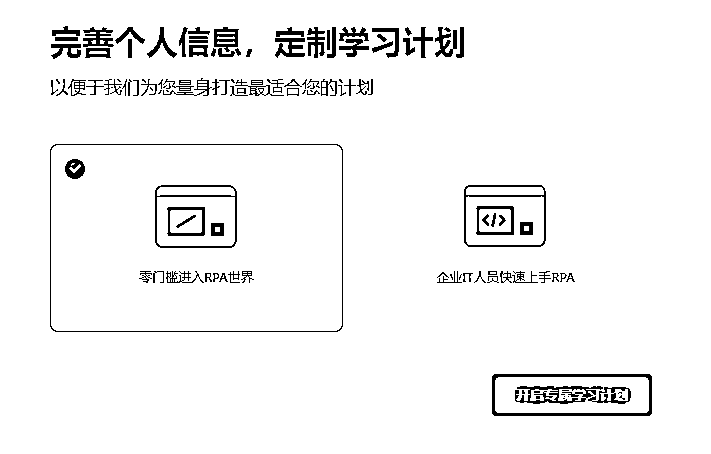 完善个人信息，定制学习计划
以便于我们为您量身打造最适合您的计划
零门槛进入RPA世界
</>
企业IT人员快速上手RPA
开启专属学习计划